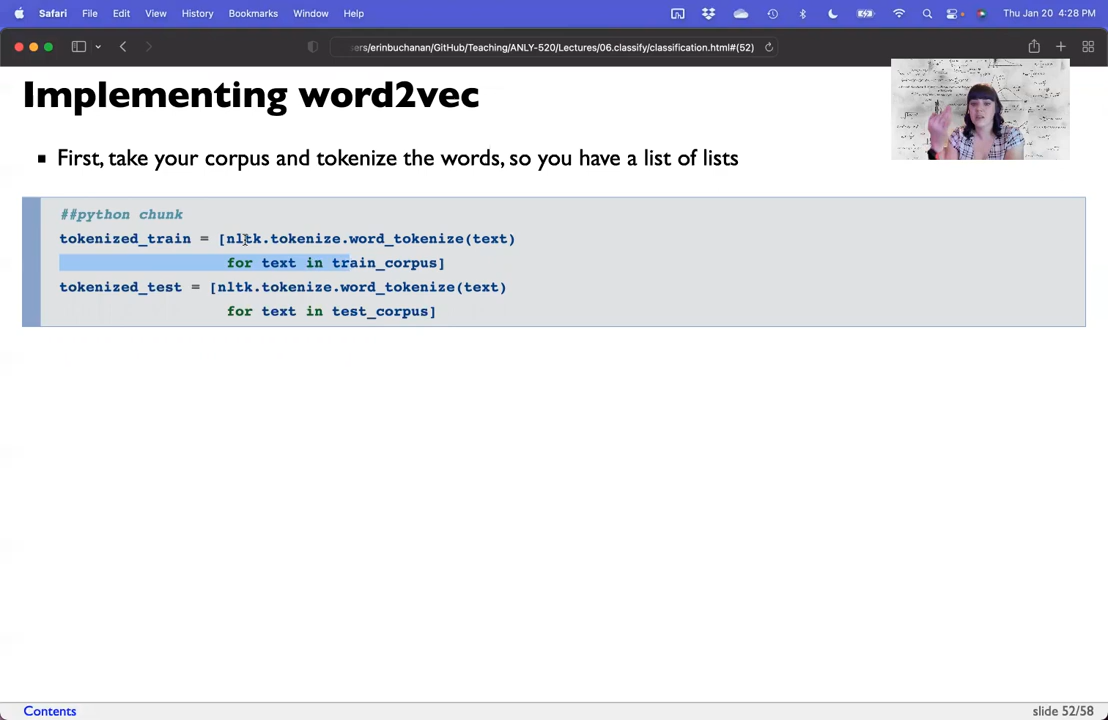 Safari File Edit View History Bookmarks Window Help Thu Jan 20 4:28 PM
ers/erinbuchanan/GitHub/Teaching/ANLY-520/Lectures/06.classify/classification.html#(52)
Implementing word2vec
▪ First, take your corpus and tokenize the words, so you have a list of lists
##python chunk
tokenized_train = [nltk.tokenize.word_tokenize(text)
for text in train_corpus]
tokenized_test = [nltk.tokenize.word_tokenize(text)
for text in test_corpus]
Contents slide 52/58